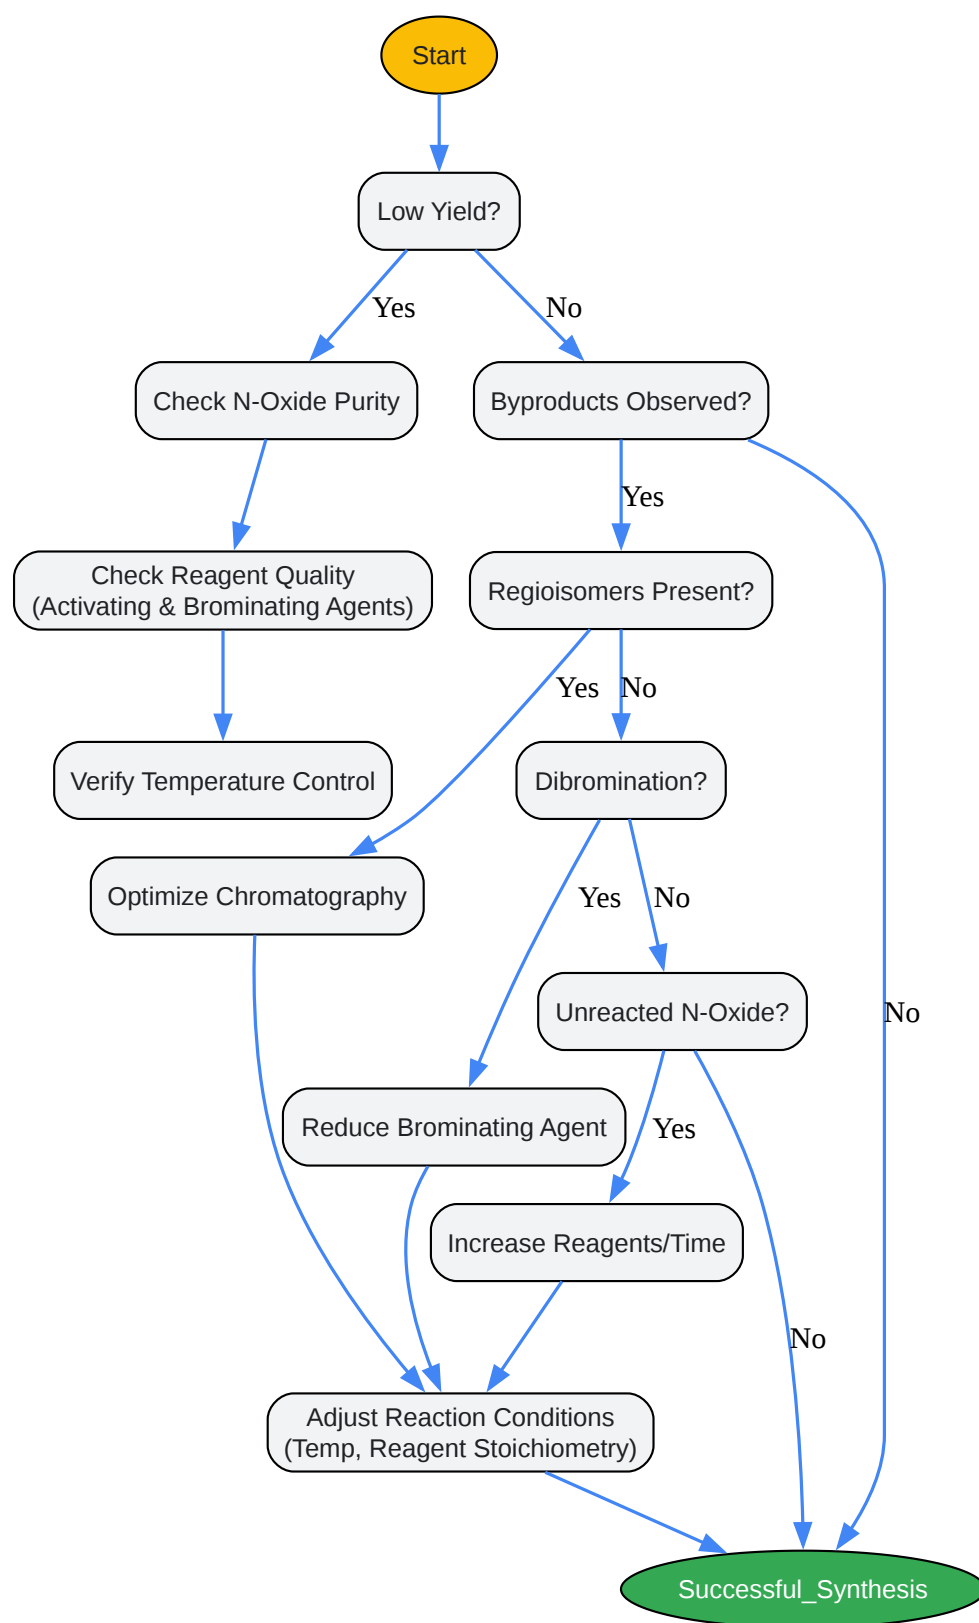 Start
Low Yield?
Yes
No
Check N-Oxide Purity
Byproducts Observed?
Yes
Check Reagent Quality
(Activating & Brominating Agents)
Regioisomers Present?
Yes
No
Verify Temperature Control
Dibromination?
Optimize Chromatography
Yes
No
Unreacted N-Oxide?
No
Reduce Brominating Agent
Yes
Increase Reagents/Time
No
Adjust Reaction Conditions
(Temp, Reagent Stoichiometry)
Successful_Synthesis